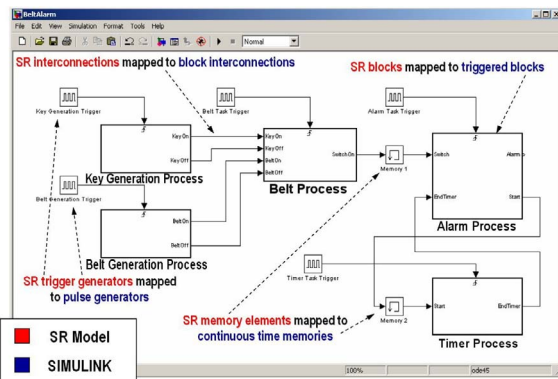 BeltAlarm
File Edit View Simulation Format Tools Help
Normal
SR interconnections mapped to block interconnections
SR blocks mapped to triggered blocks
Key Generation Trigger
Belt Task Trigger
Alarm Task Trigger
Key On
Key Off
Key Generation Process
Key On
Key Off
Belt On
Belt Off
Switch On
Belt Process
Memory 1
Switch
Alarm
EndTimer
Start
Alarm Process
Belt Generation Trigger
Belt On
Belt Off
Belt Generation Process
SR trigger generators mapped
to pulse generators
Timer Task Trigger
SR memory elements mapped to
continuous time memories
Memory 2
Start
EndTimer
Timer Process
SR Model
SIMULINK
100%
ode45